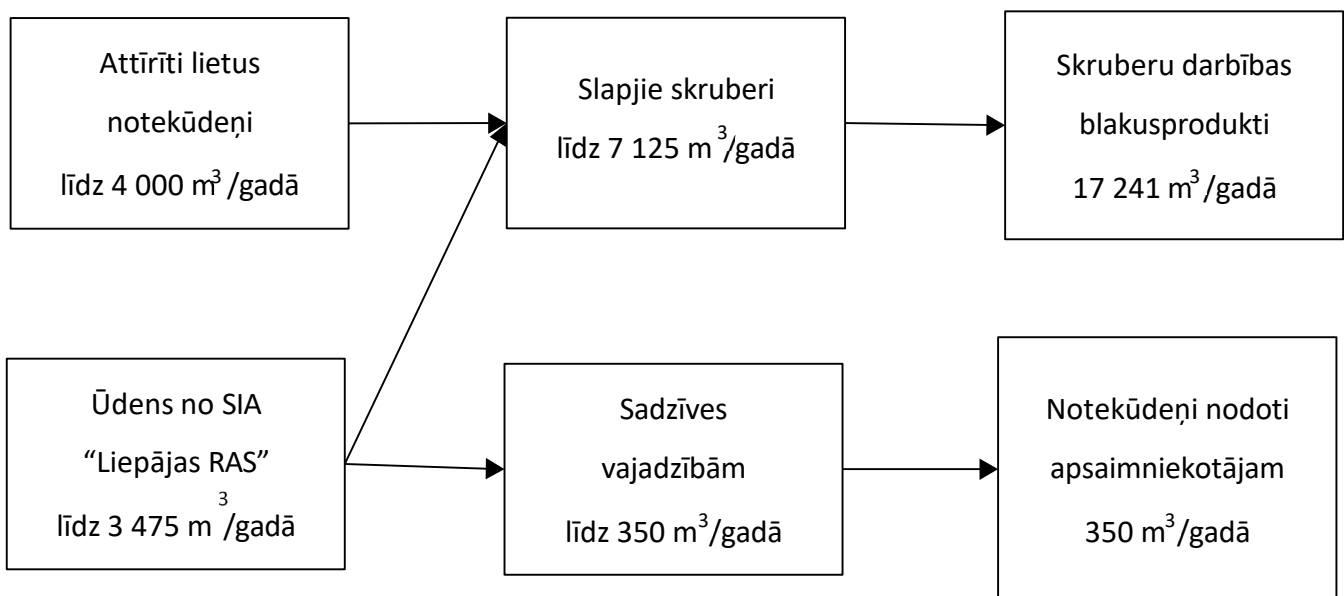 Attīrīti lietus
notekūdeņi
līdz 4 000 m³/gadā
Slapjie skruberi
līdz 7 125 m³/gadā
Skruberu darbības
blakusprodukti
17 241 m³/gadā
Ūdens no SIA
“Liepājas RAS”
līdz 3 475 m³/gadā
Sadzīves
vajadzībām
līdz 350 m³/gadā
Notekūdeņi nodoti
apsaimniekotājam
350 m³/gadā